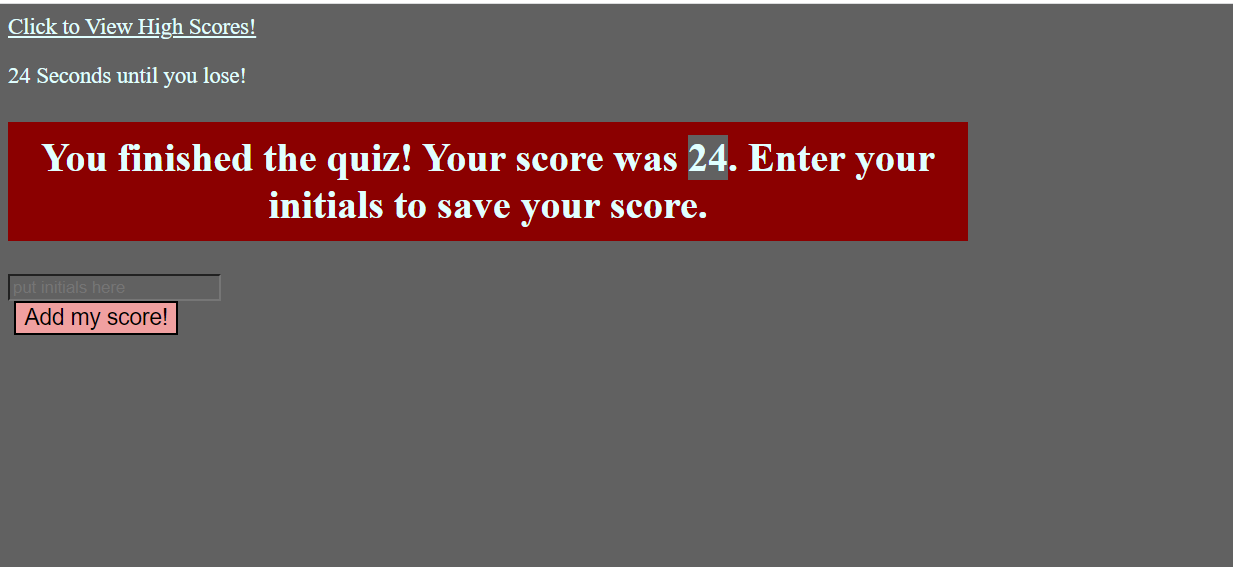 Click to View High Scores!
24 Seconds until you lose!
You finished the quiz! Your score was 24. Enter your
initials to save your score.
put initials here
Add my score!